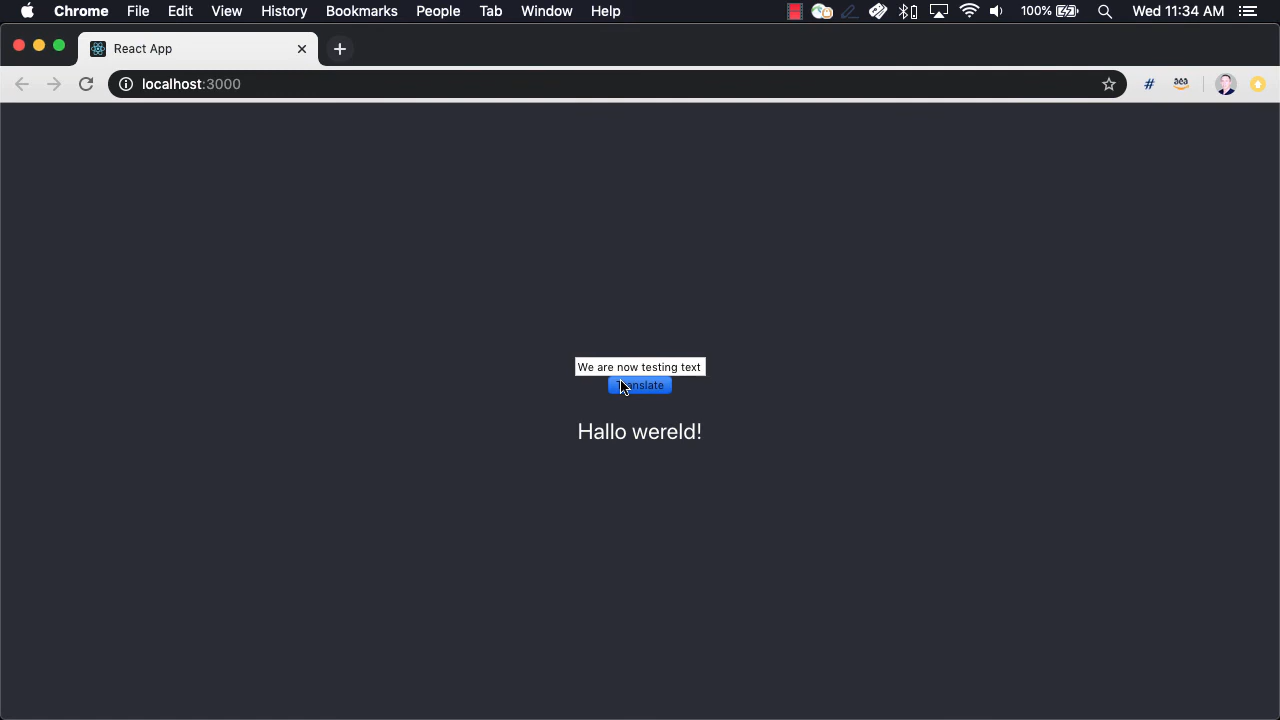 Chrome File Edit View History Bookmarks People Tab Window Help 100% Wed 11:34 AM
React App
localhost:3000
We are now testing text
Translate
Hallo wereld!